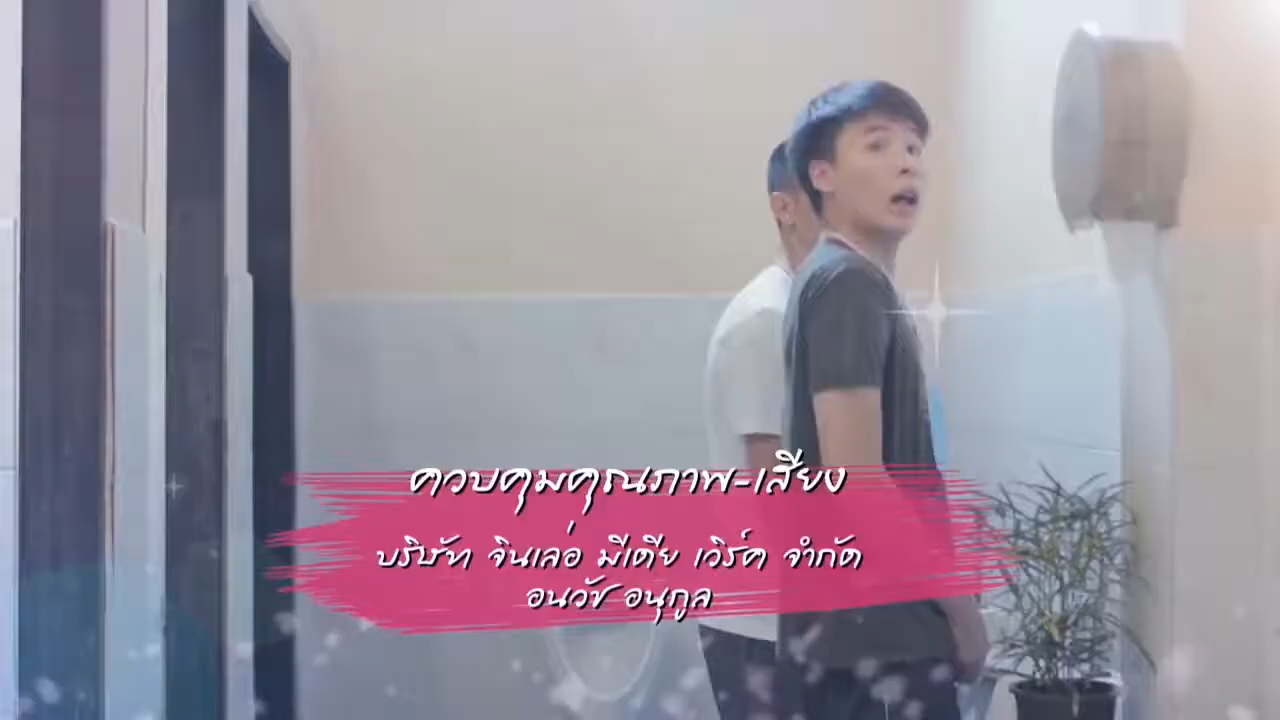 ควบคุมคุณภาพ-เสียง
บริษัท จินเล่อ มีเดีย เวิร์ค จำกัด
อนวัช อนุกูล